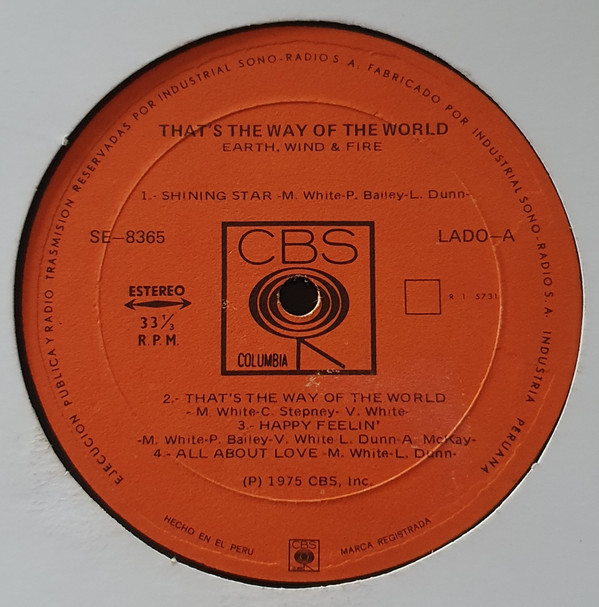 EJECUCION PUBLICA Y RADIO TRASMISION RESERVADAS POR INDUSTRIAL SONO-RADIO S. A. FABRICADO POR INDUSTRIAL SONO-RADIO S. A. INDUSTRIA PERUANA
THAT'S THE WAY OF THE WORLD
EARTH, WIND & FIRE
1.- SHINING STAR -M. White-P. Bailey-L. Dunn-
SE-8365
LADO-A
CBS
ESTEREO
33 1/3
R.P.M.
COLUMBIA
B I 5751
2.- THAT'S THE WAY OF THE WORLD
- M. White-C. Stepney- V. White-
3.- HAPPY FEELIN'
-M. White-P. Bailey-V. White L. Dunn-A. McKay-
4.- ALL ABOUT LOVE -M. White-L. Dunn-
(P) 1975 CBS, Inc.
HECHO EN EL PERU
CBS
MARCA REGISTRADA